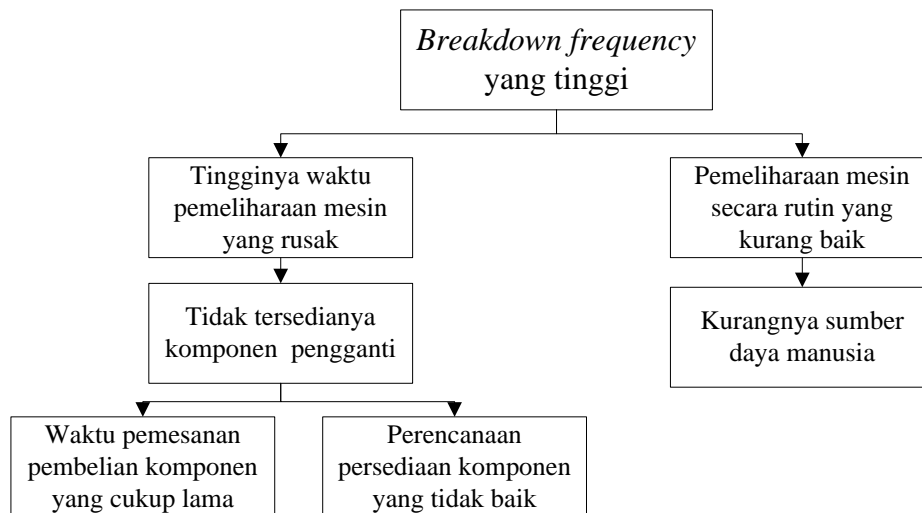 Breakdown frequency
yang tinggi
Tingginya waktu
pemeliharaan mesin
yang rusak
Pemeliharaan mesin
secara rutin yang
kurang baik
Tidak tersedianya
komponen pengganti
Kurangnya sumber
daya manusia
Waktu pemesanan
pembelian komponen
yang cukup lama
Perencanaan
persediaan komponen
yang tidak baik